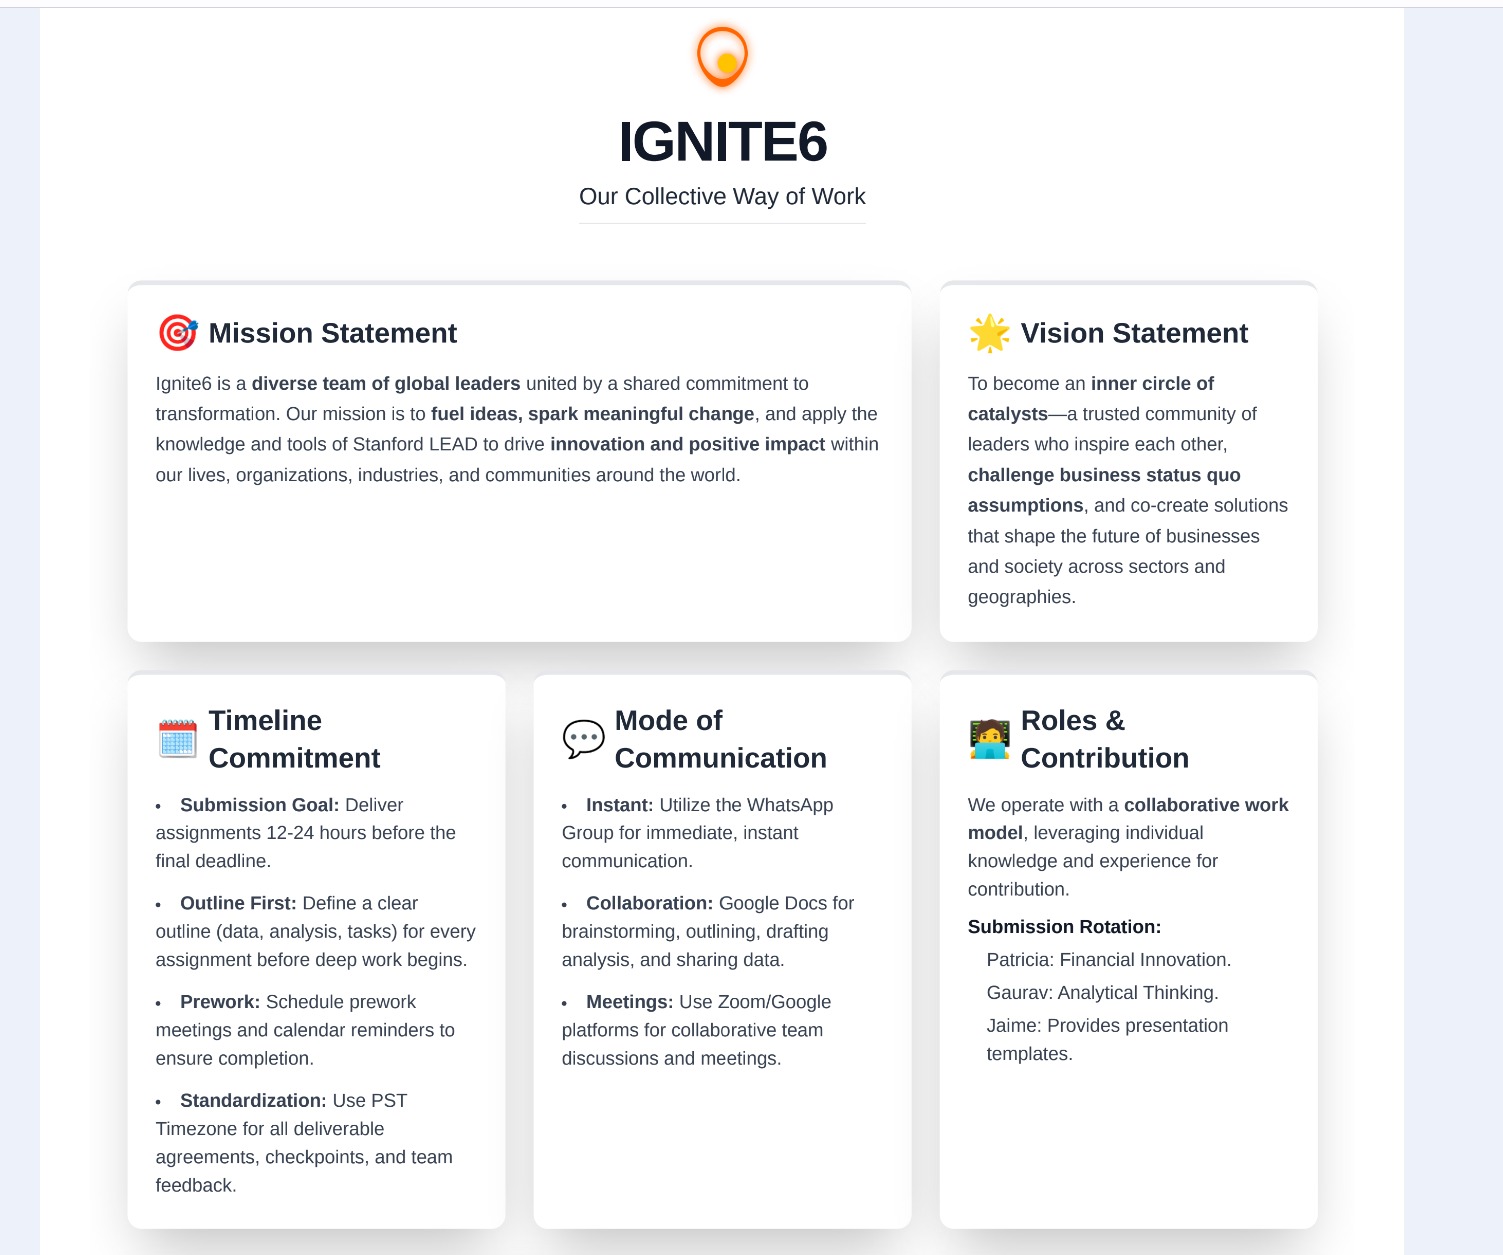 IGNITE6
Our Collective Way of Work
Mission Statement
Ignite6 is a diverse team of global leaders united by a shared commitment to
transformation. Our mission is to fuel ideas, spark meaningful change, and apply the
knowledge and tools of Stanford LEAD to drive innovation and positive impact within
our lives, organizations, industries, and communities around the world.
Vision Statement
To become an inner circle of
catalysts—a trusted community of
leaders who inspire each other,
challenge business status quo
assumptions, and co-create solutions
that shape the future of businesses
and society across sectors and
geographies.
Timeline
Commitment
• Submission Goal: Deliver
assignments 12-24 hours before the
final deadline.
• Outline First: Define a clear
outline (data, analysis, tasks) for every
assignment before deep work begins.
• Prework: Schedule prework
meetings and calendar reminders to
ensure completion.
• Standardization: Use PST
Timezone for all deliverable
agreements, checkpoints, and team
feedback.
Mode of
Communication
• Instant: Utilize the WhatsApp
Group for immediate, instant
communication.
• Collaboration: Google Docs for
brainstorming, outlining, drafting
analysis, and sharing data.
• Meetings: Use Zoom/Google
platforms for collaborative team
discussions and meetings.
Roles &
Contribution
We operate with a collaborative work
model, leveraging individual
knowledge and experience for
contribution.
Submission Rotation:
Patricia: Financial Innovation.
Gaurav: Analytical Thinking.
Jaime: Provides presentation
templates.